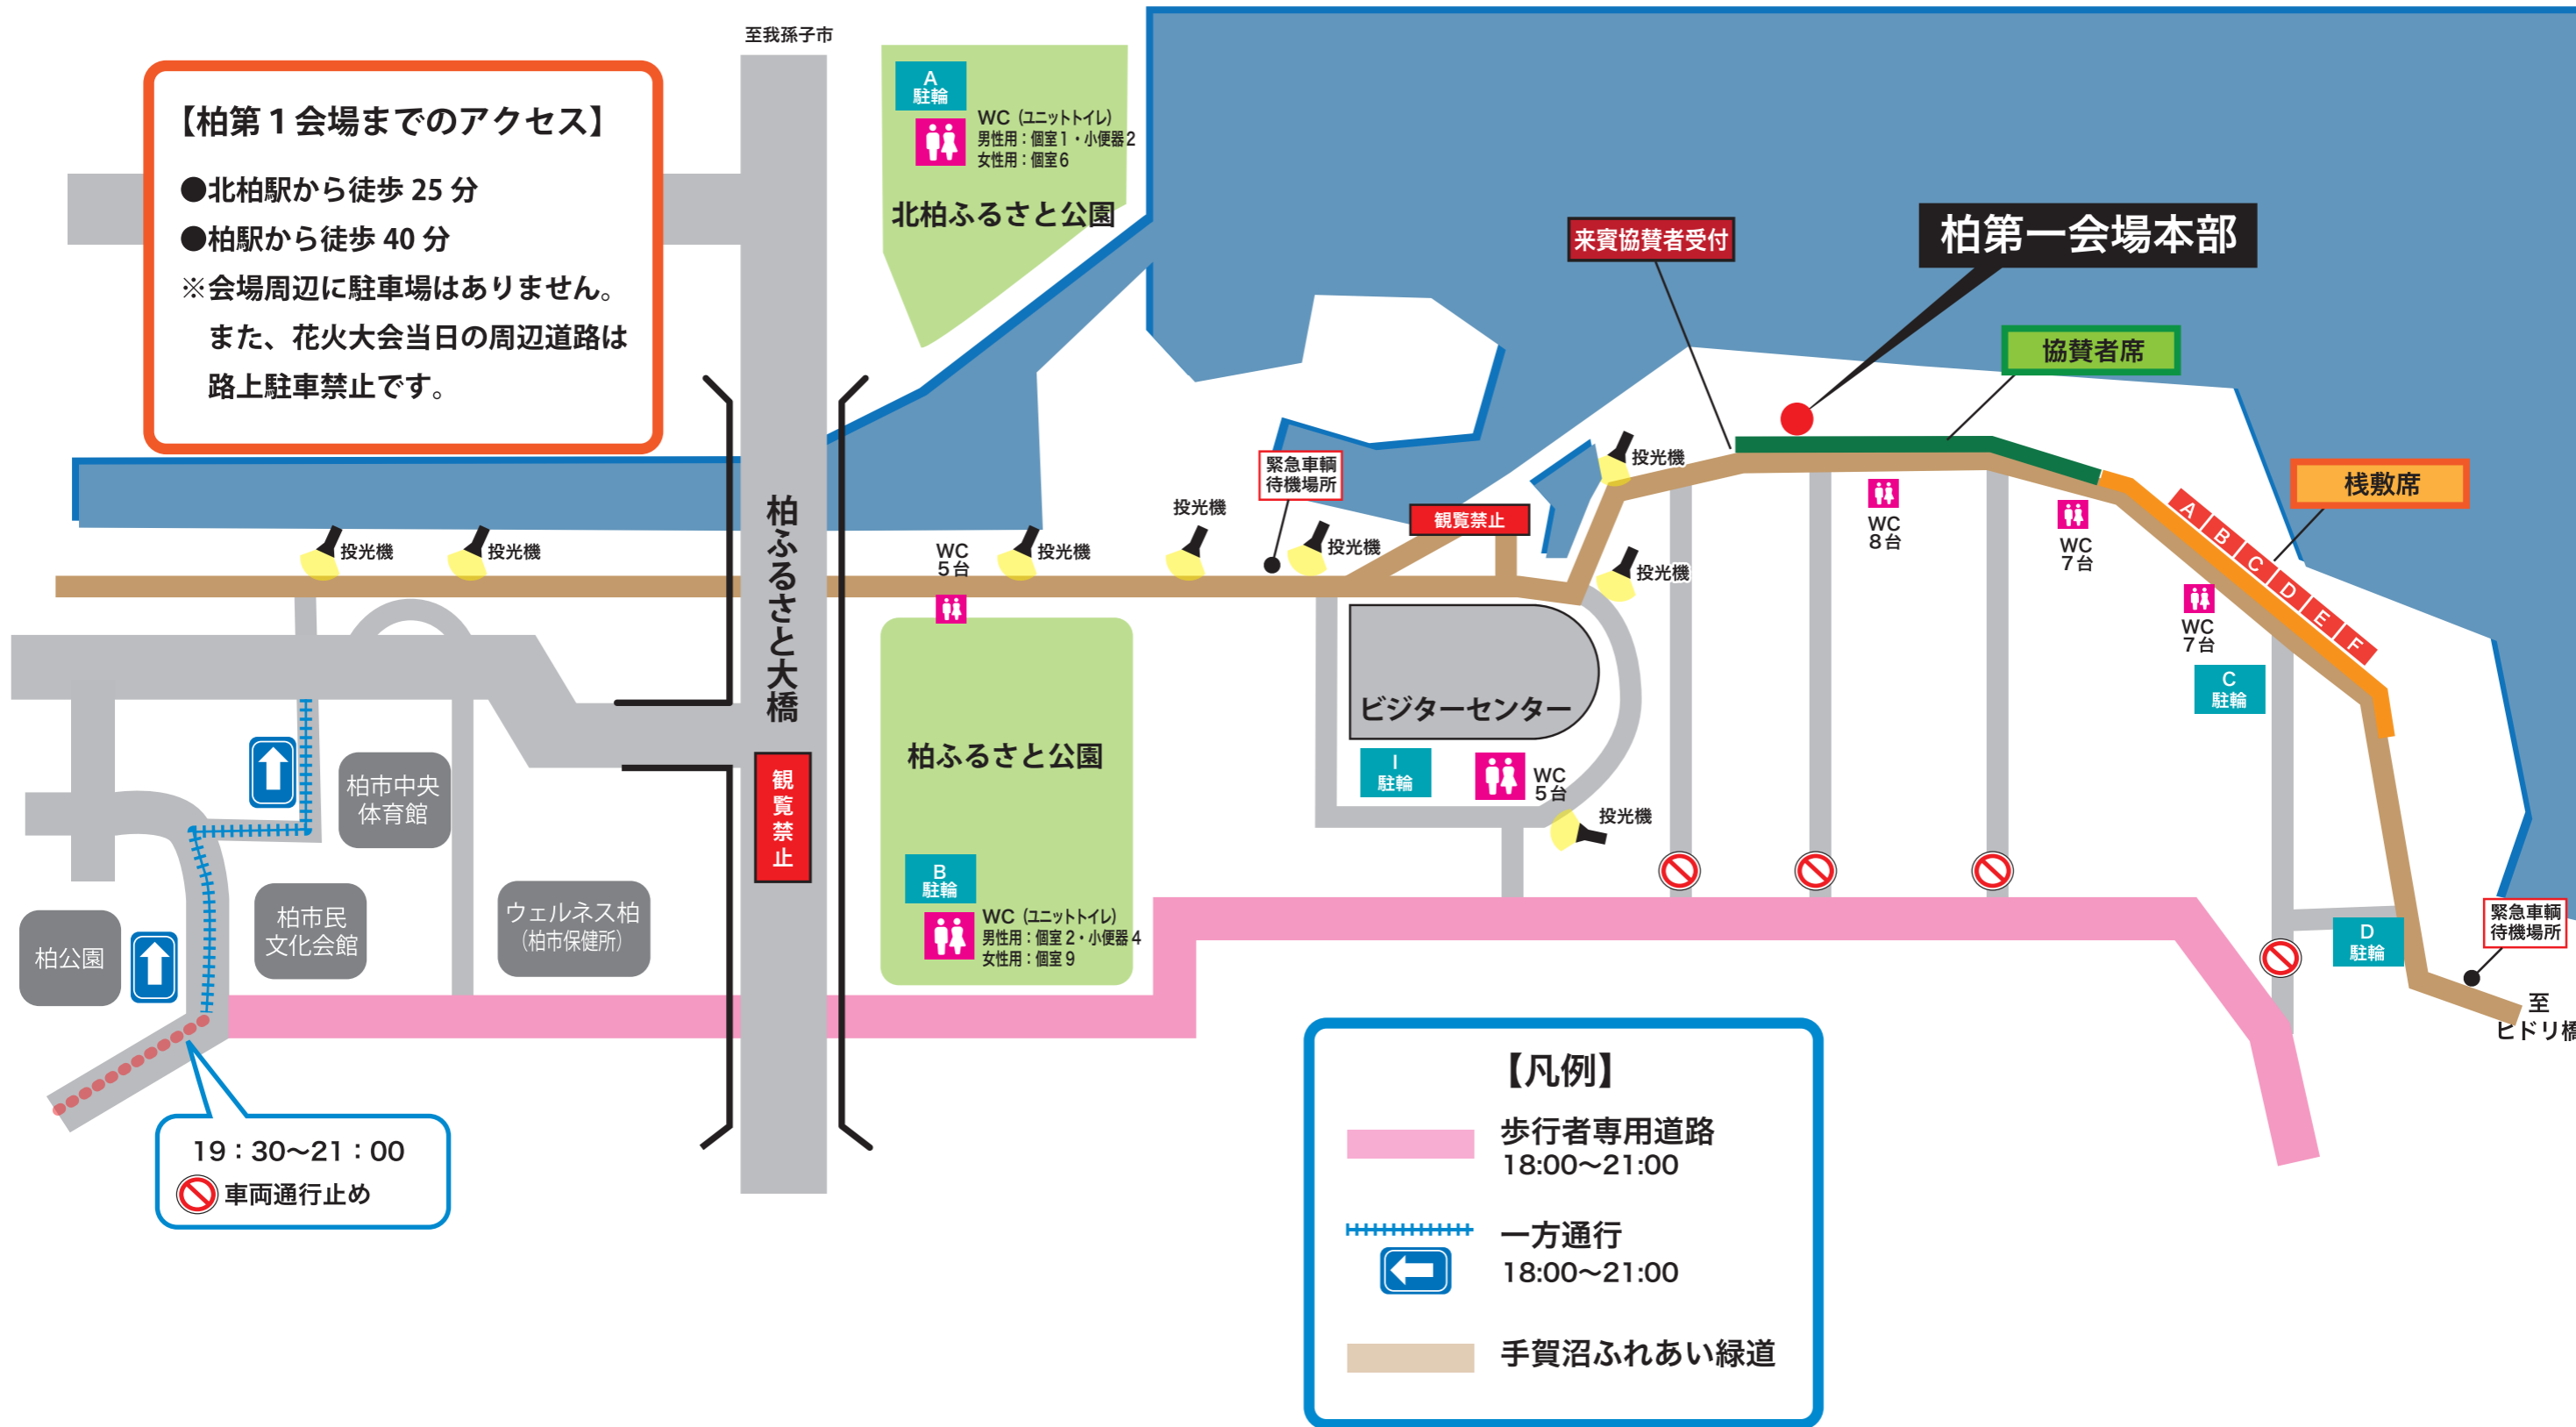 至我孫子市
【柏第1会場までのアクセス】
●北柏駅から徒歩 25 分
●柏駅から徒歩 40 分
※会場周辺に駐車場はありません。
また、花火大会当日の周辺道路は
路上駐車禁止です。
A
駐輪
WC（ユニットトイレ）
男性用：個室1・小便器2
女性用：個室6
北柏ふるさと公園
来賓協賛者受付
柏第一会場本部
協賛者席
桟敷席
A B C D E F
緊急車輌
待機場所
観覧禁止
投光機
投光機
投光機
投光機
投光機
投光機
投光機
WC
5台
WC
8台
WC
7台
WC
7台
C
駐輪
柏ふるさと大橋
観覧禁止
ビジターセンター
I
駐輪
WC
5台
投光機
柏ふるさと公園
B
駐輪
WC（ユニットトイレ）
男性用：個室2・小便器4
女性用：個室9
柏市中央
体育館
柏市民
文化会館
ウェルネス柏
（柏市保健所）
柏公園
D
駐輪
緊急車輌
待機場所
至
ヒドリ橋
19：30〜21：00
車両通行止め
【凡例】
歩行者専用道路
18:00〜21:00
一方通行
18:00〜21:00
手賀沼ふれあい緑道